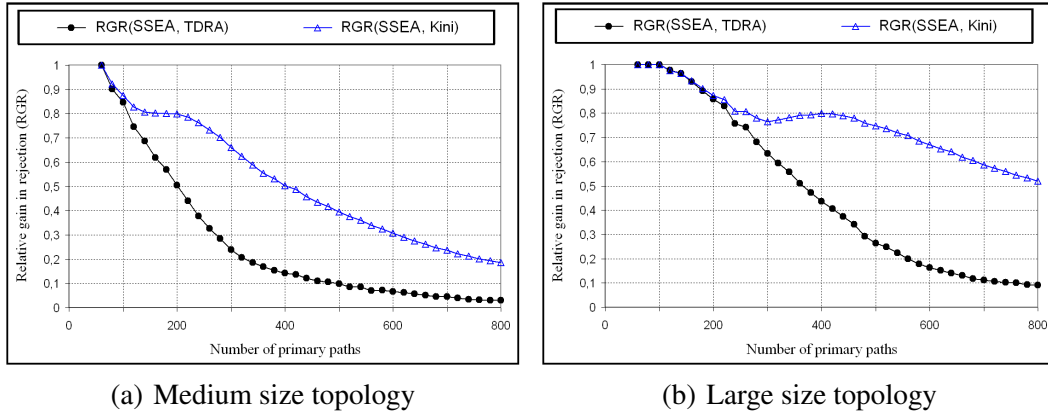 RGR(SSEA, TDRA) RGR(SSEA, Kini)
Relative gain in rejection (RGR)
1
0,9
0,8
0,7
0,6
0,5
0,4
0,3
0,2
0,1
0
0 200 400 600 800
Number of primary paths
(a) Medium size topology
RGR(SSEA, TDRA) RGR(SSEA, Kini)
Relative gain in rejection (RGR)
1
0,9
0,8
0,7
0,6
0,5
0,4
0,3
0,2
0,1
0
0 200 400 600 800
Number of primary paths
(b) Large size topology